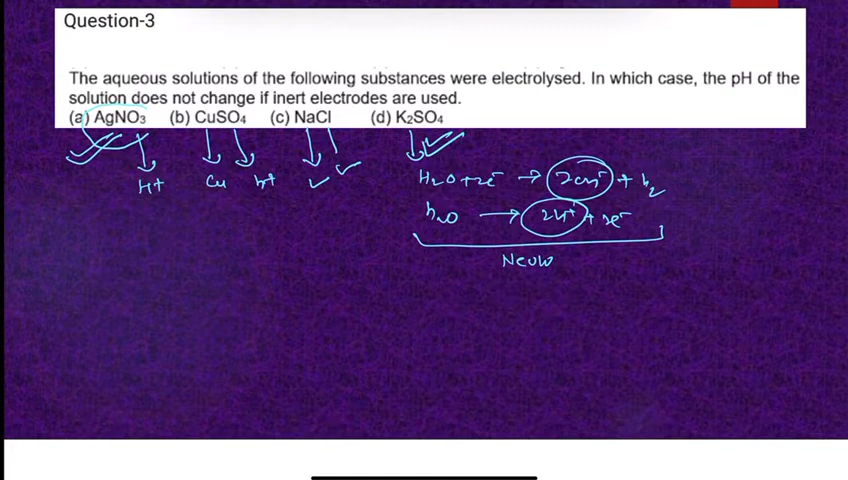 Question-3
The aqueous solutions of the following substances were electrolysed. In which case, the pH of the
solution does not change if inert electrodes are used.
(a) AgNO₃ (b) CuSO₄ (c) NaCl (d) K₂SO₄
H₂O + 2e⁻ → 2OH⁻ + H₂
H⁺ Cu H⁺
H₂O → 2H⁺ + 2e⁻